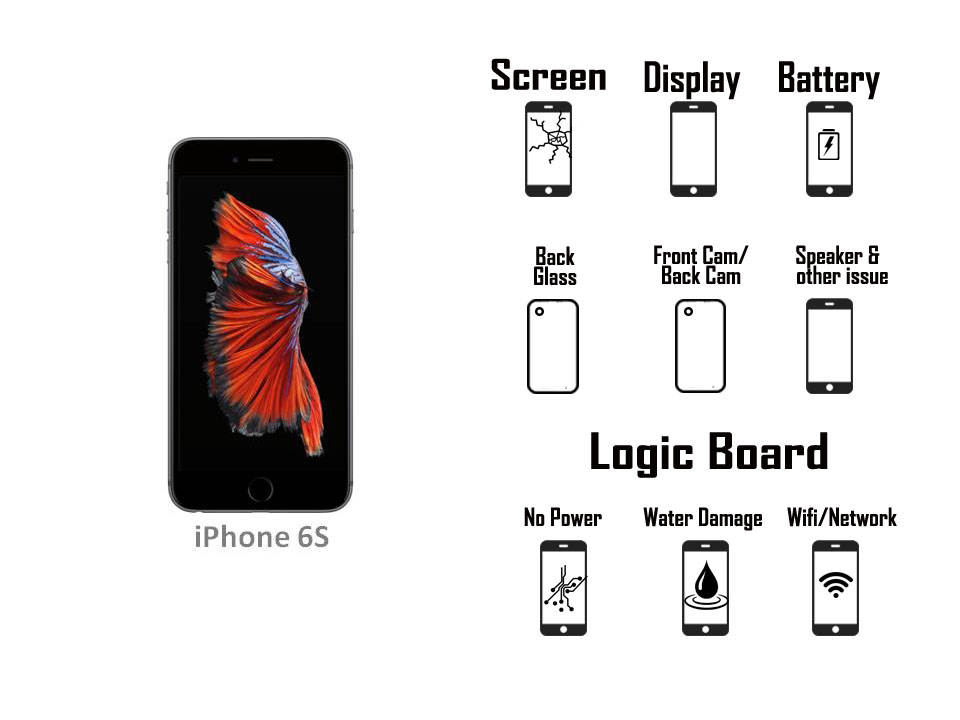 Screen
Display
Battery
Back
Glass
Front Cam/
Back Cam
Speaker &
other issue
Logic Board
No Power
Water Damage
Wifi/Network
iPhone 6S